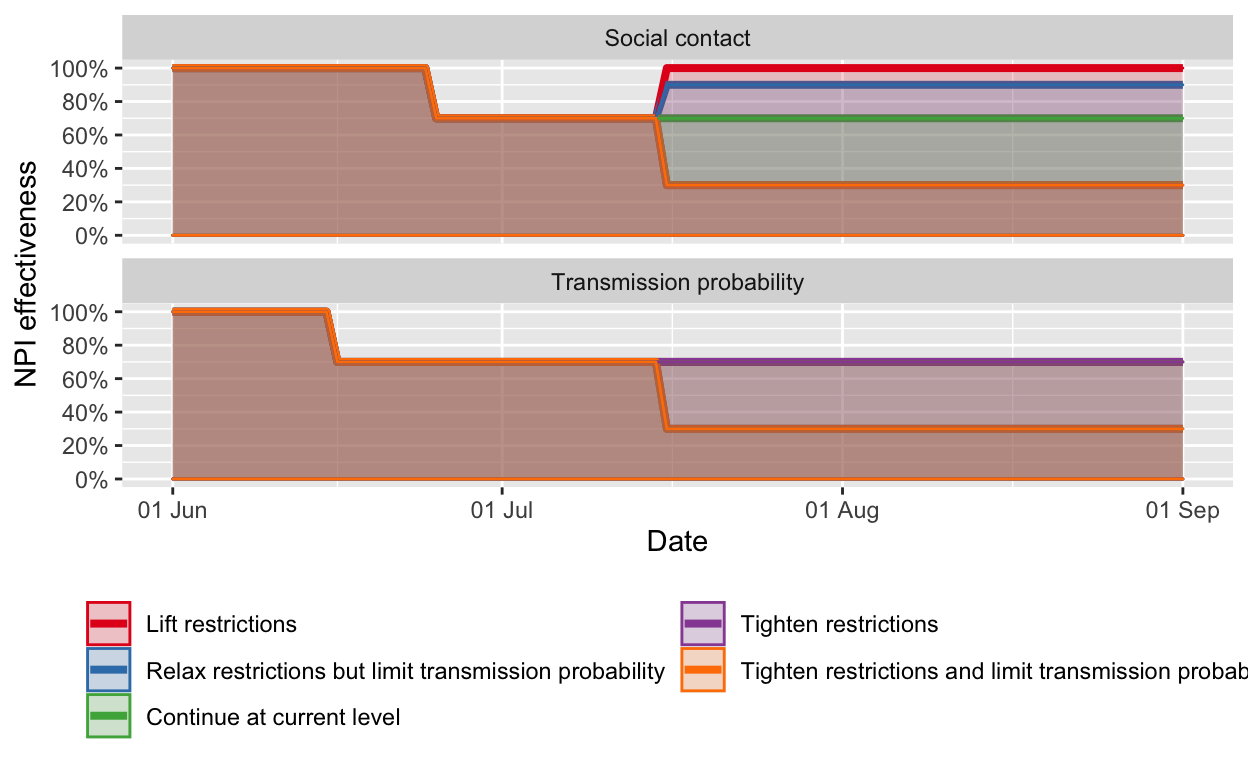 Social contact
100%
80%
60%
40%
20%
0%
NPI effectiveness
Transmission probability
100%
80%
60%
40%
20%
0%
01 Jun 01 Jul 01 Aug 01 Sep
Date
Lift restrictions
Relax restrictions but limit transmission probability
Continue at current level
Tighten restrictions
Tighten restrictions and limit transmission probab